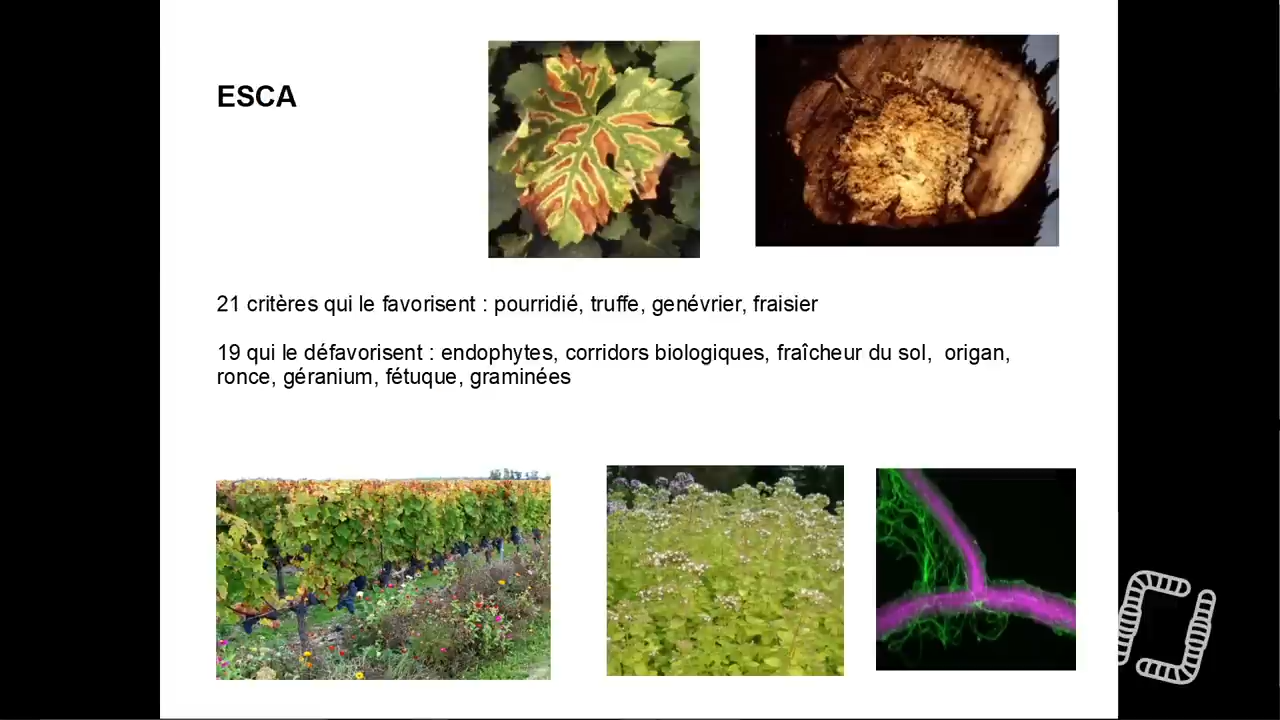 ESCA
21 critères qui le favorisent : pourridié, truffe, genévrier, fraisier
19 qui le défavorisent : endophytes, corridors biologiques, fraîcheur du sol, origan,
ronce, géranium, fétuque, graminées